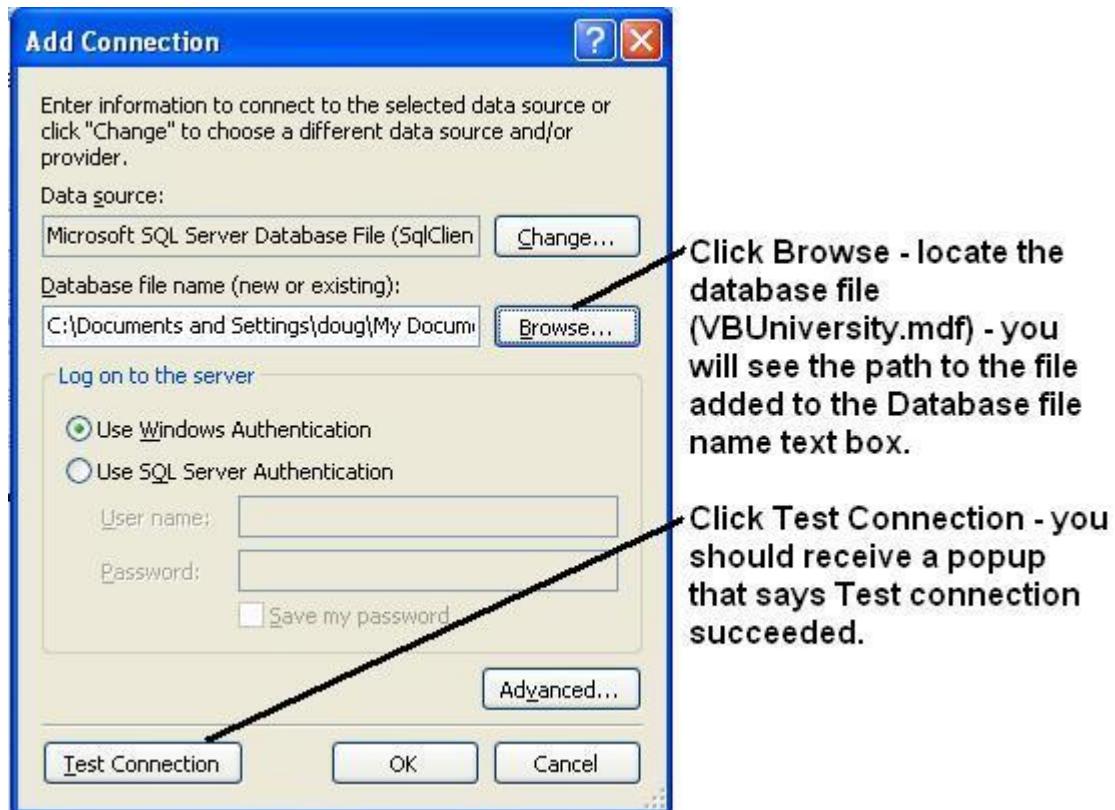 Add Connection
Enter information to connect to the selected data source or
click "Change" to choose a different data source and/or
provider.
Data source:
Microsoft SQL Server Database File (SqlClien
Change...
Database file name (new or existing):
C:\Documents and Settings\doug\My Docum
Browse...
Log on to the server
Use Windows Authentication
Use SQL Server Authentication
User name:
Password:
Save my password
Advanced...
Test Connection
OK
Cancel
Click Browse - locate the
database file
(VBUniversity.mdf) - you
will see the path to the file
added to the Database file
name text box.
Click Test Connection - you
should receive a popup
that says Test connection
succeeded.